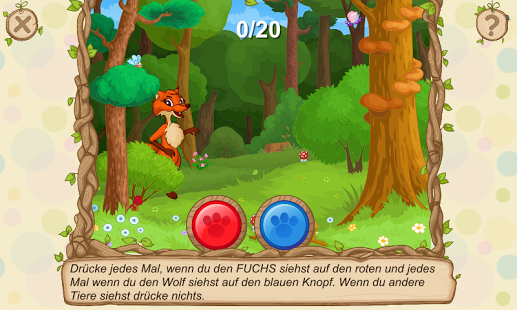 0/20
?
Drücke jedes Mal, wenn du den FUCHS siehst auf den roten und jedes
Mal wenn du den Wolf siehst auf den blauen Knopf. Wenn du andere
Tiere siehst drücke nichts.